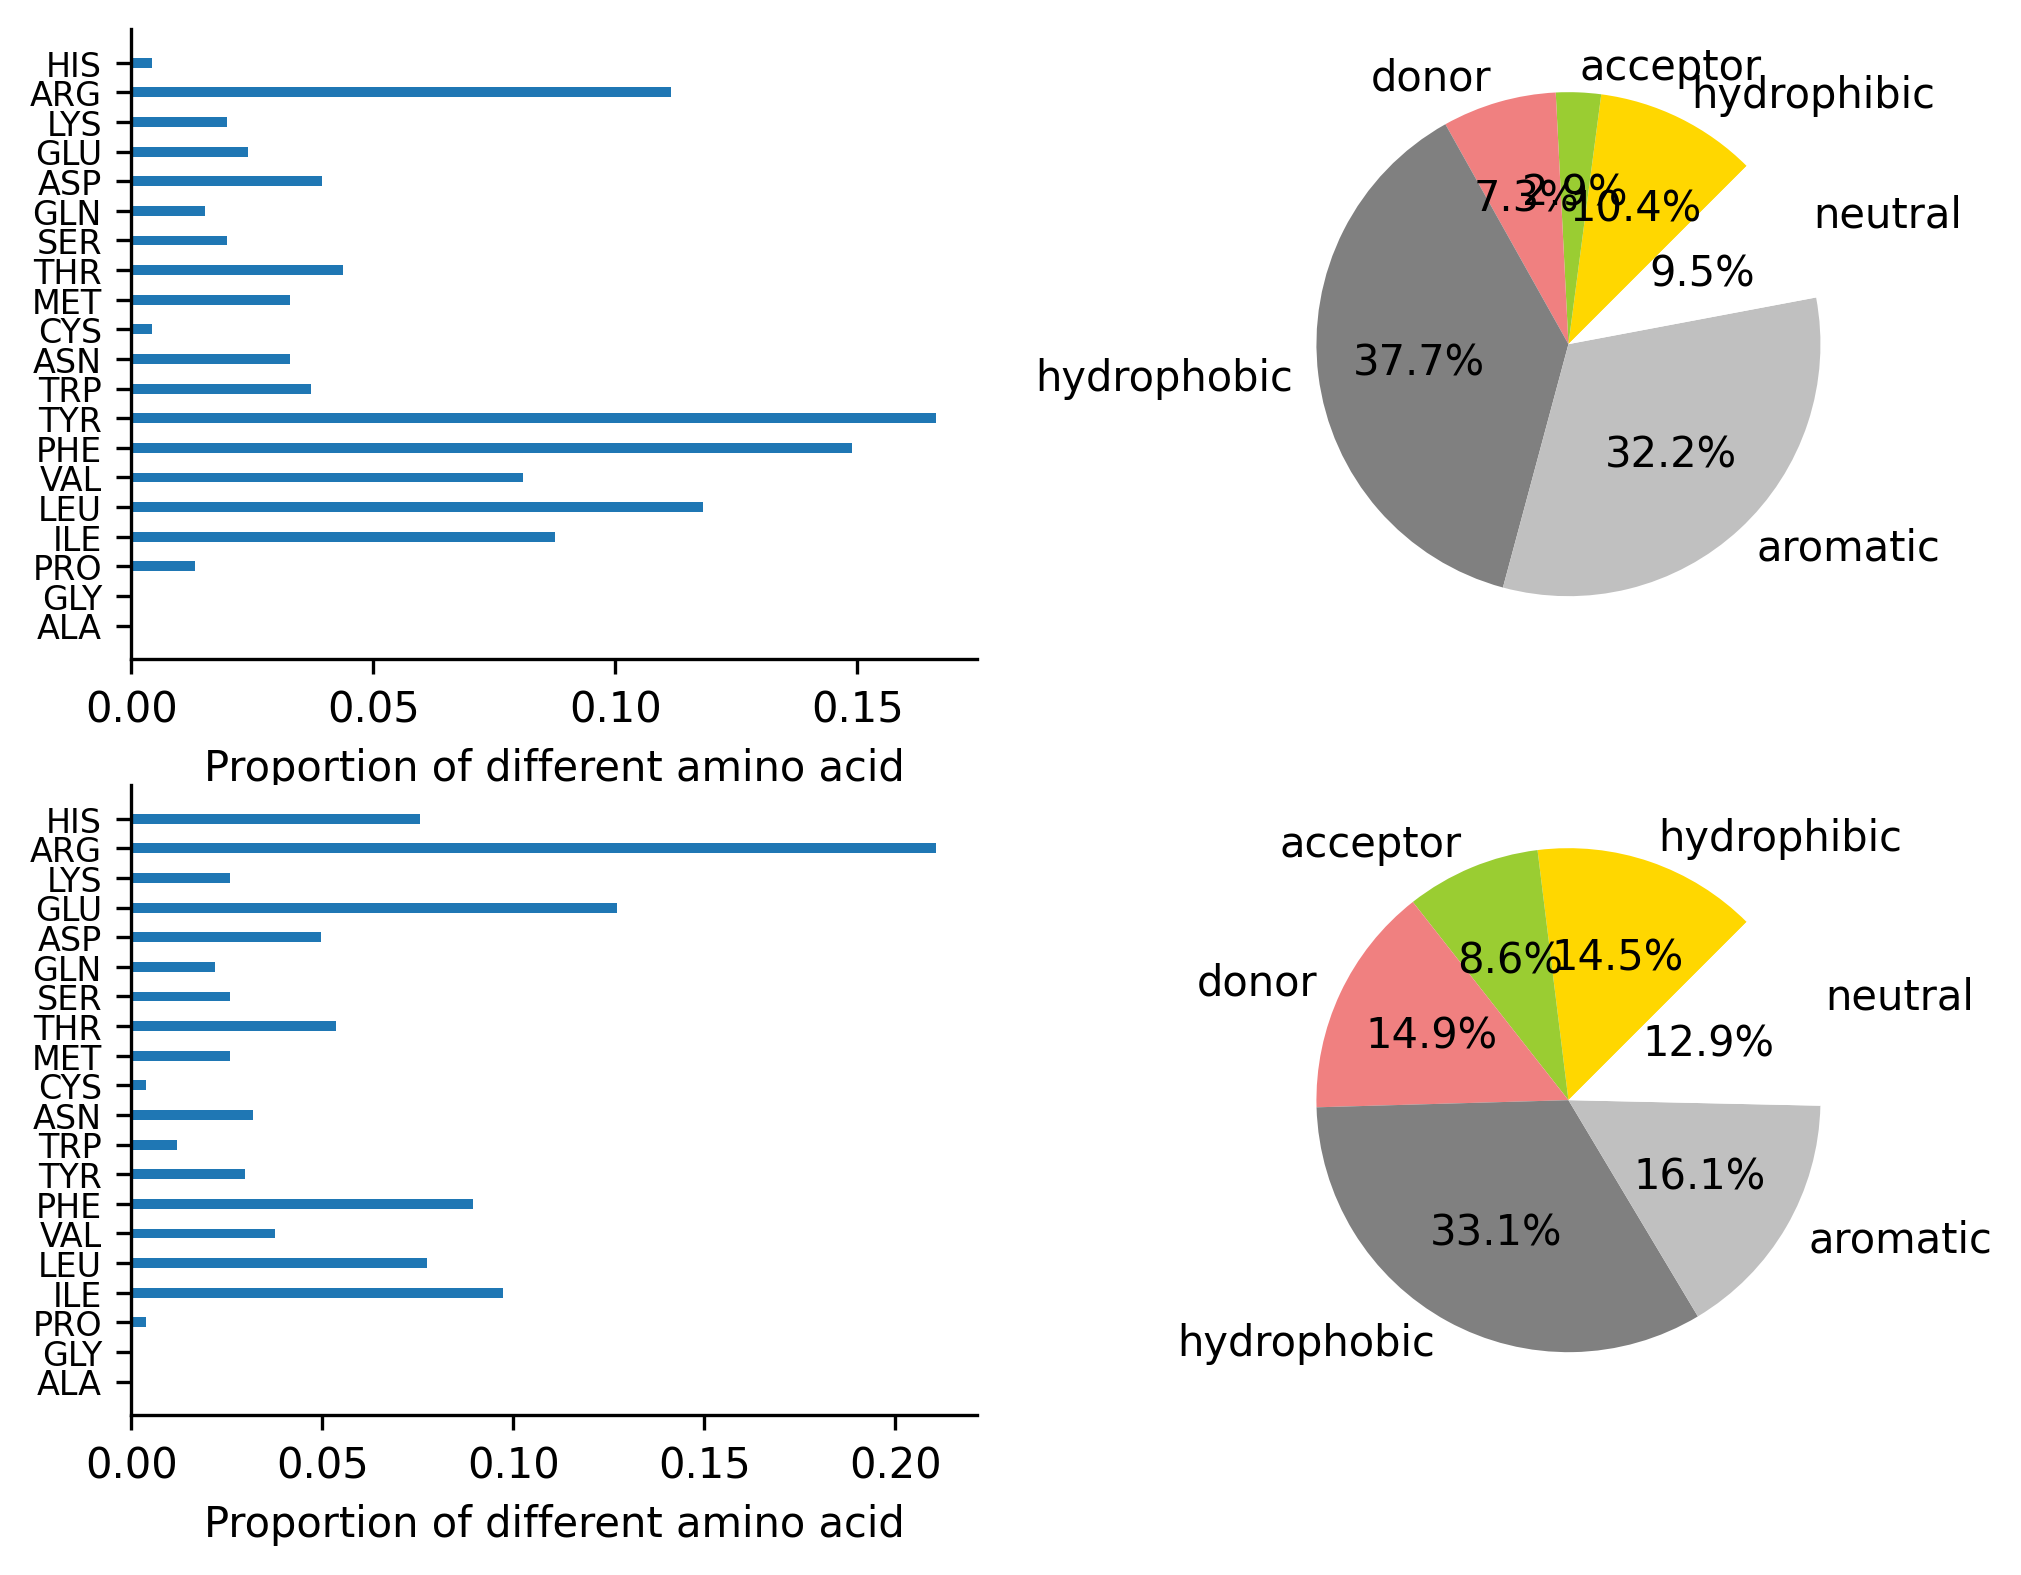 HIS
ARG
LYS
GLU
ASP
GLN
SER
THR
MET
CYS
ASN
TRP
TYR
PHE
VAL
LEU
ILE
PRO
GLY
ALA
0.00 0.05 0.10 0.15
Proportion of different amino acid
donor
acceptor
hydrophibic
neutral
hydrophobic
aromatic
7.3%
2.9%
10.4%
9.5%
37.7%
32.2%
HIS
ARG
LYS
GLU
ASP
GLN
SER
THR
MET
CYS
ASN
TRP
TYR
PHE
VAL
LEU
ILE
PRO
GLY
ALA
0.00 0.05 0.10 0.15 0.20
Proportion of different amino acid
hydrophibic
acceptor
donor
neutral
aromatic
hydrophobic
8.6%
14.5%
14.9%
12.9%
16.1%
33.1%